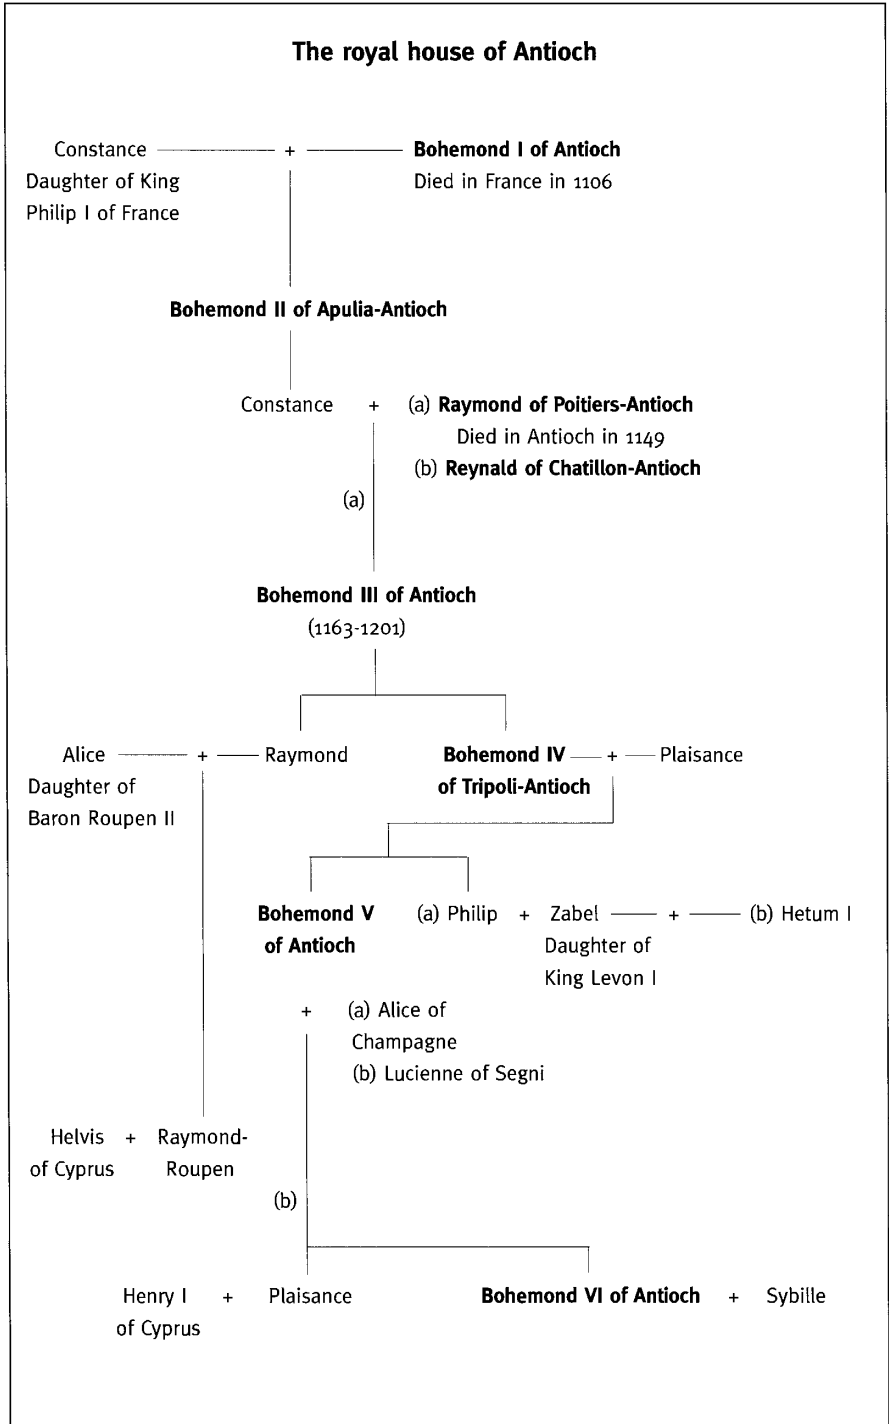 The royal house of Antioch
Constance + Bohemond I of Antioch
Daughter of King Died in France in 1106
Philip I of France
Bohemond II of Apulia-Antioch
Constance + (a) Raymond of Poitiers-Antioch
Died in Antioch in 1149
(b) Reynald of Chatillon-Antioch
(a)
Bohemond III of Antioch
(1163-1201)
Alice + Raymond Bohemond IV + Plaisance
Daughter of of Tripoli-Antioch
Baron Roupen II
Bohemond V (a) Philip + Zabel + (b) Hetum I
of Antioch Daughter of
King Levon I
+ (a) Alice of
Champagne
(b) Lucienne of Segni
Helvis + Raymond-
of Cyprus Roupen
(b)
Henry I + Plaisance Bohemond VI of Antioch + Sybille
of Cyprus